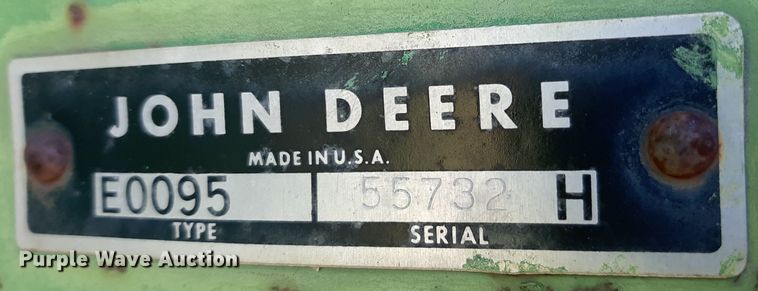 JOHN DEERE
MADE IN U.S.A.
E0095 55732 H
TYPE SERIAL
Purple Wave Auction